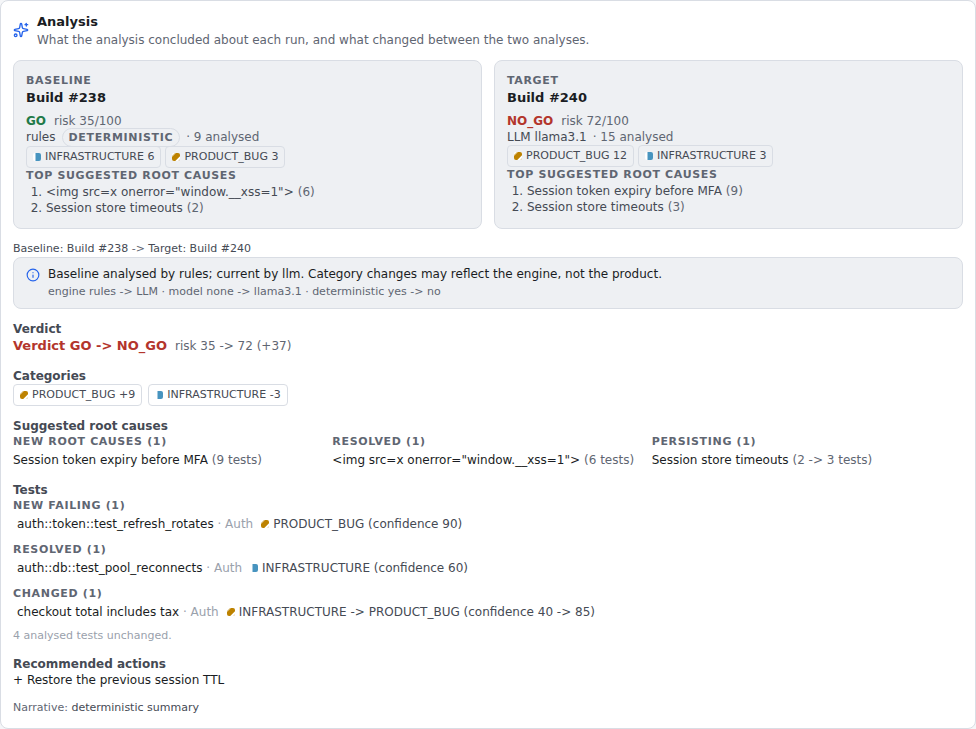 Analysis
What the analysis concluded about each run, and what changed between the two analyses.
BASELINE
Build #238
GO risk 35/100
rules DETERMINISTIC · 9 analysed
INFRASTRUCTURE 6 PRODUCT_BUG 3
TOP SUGGESTED ROOT CAUSES
1. <img src=x onerror="window.__xss=1"> (6)
2. Session store timeouts (2)
TARGET
Build #240
NO_GO risk 72/100
LLM llama3.1 · 15 analysed
PRODUCT_BUG 12 INFRASTRUCTURE 3
TOP SUGGESTED ROOT CAUSES
1. Session token expiry before MFA (9)
2. Session store timeouts (3)
Baseline: Build #238 -> Target: Build #240
Baseline analysed by rules; current by llm. Category changes may reflect the engine, not the product.
engine rules -> LLM · model none -> llama3.1 · deterministic yes -> no
Verdict
Verdict GO -> NO_GO risk 35 -> 72 (+37)
Categories
PRODUCT_BUG +9 INFRASTRUCTURE -3
Suggested root causes
NEW ROOT CAUSES (1)
Session token expiry before MFA (9 tests)
RESOLVED (1)
<img src=x onerror="window.__xss=1"> (6 tests)
PERSISTING (1)
Session store timeouts (2 -> 3 tests)
Tests
NEW FAILING (1)
auth::token::test_refresh_rotates · Auth PRODUCT_BUG (confidence 90)
RESOLVED (1)
auth::db::test_pool_reconnects · Auth INFRASTRUCTURE (confidence 60)
CHANGED (1)
checkout total includes tax · Auth INFRASTRUCTURE -> PRODUCT_BUG (confidence 40 -> 85)
4 analysed tests unchanged.
Recommended actions
+ Restore the previous session TTL
Narrative: deterministic summary